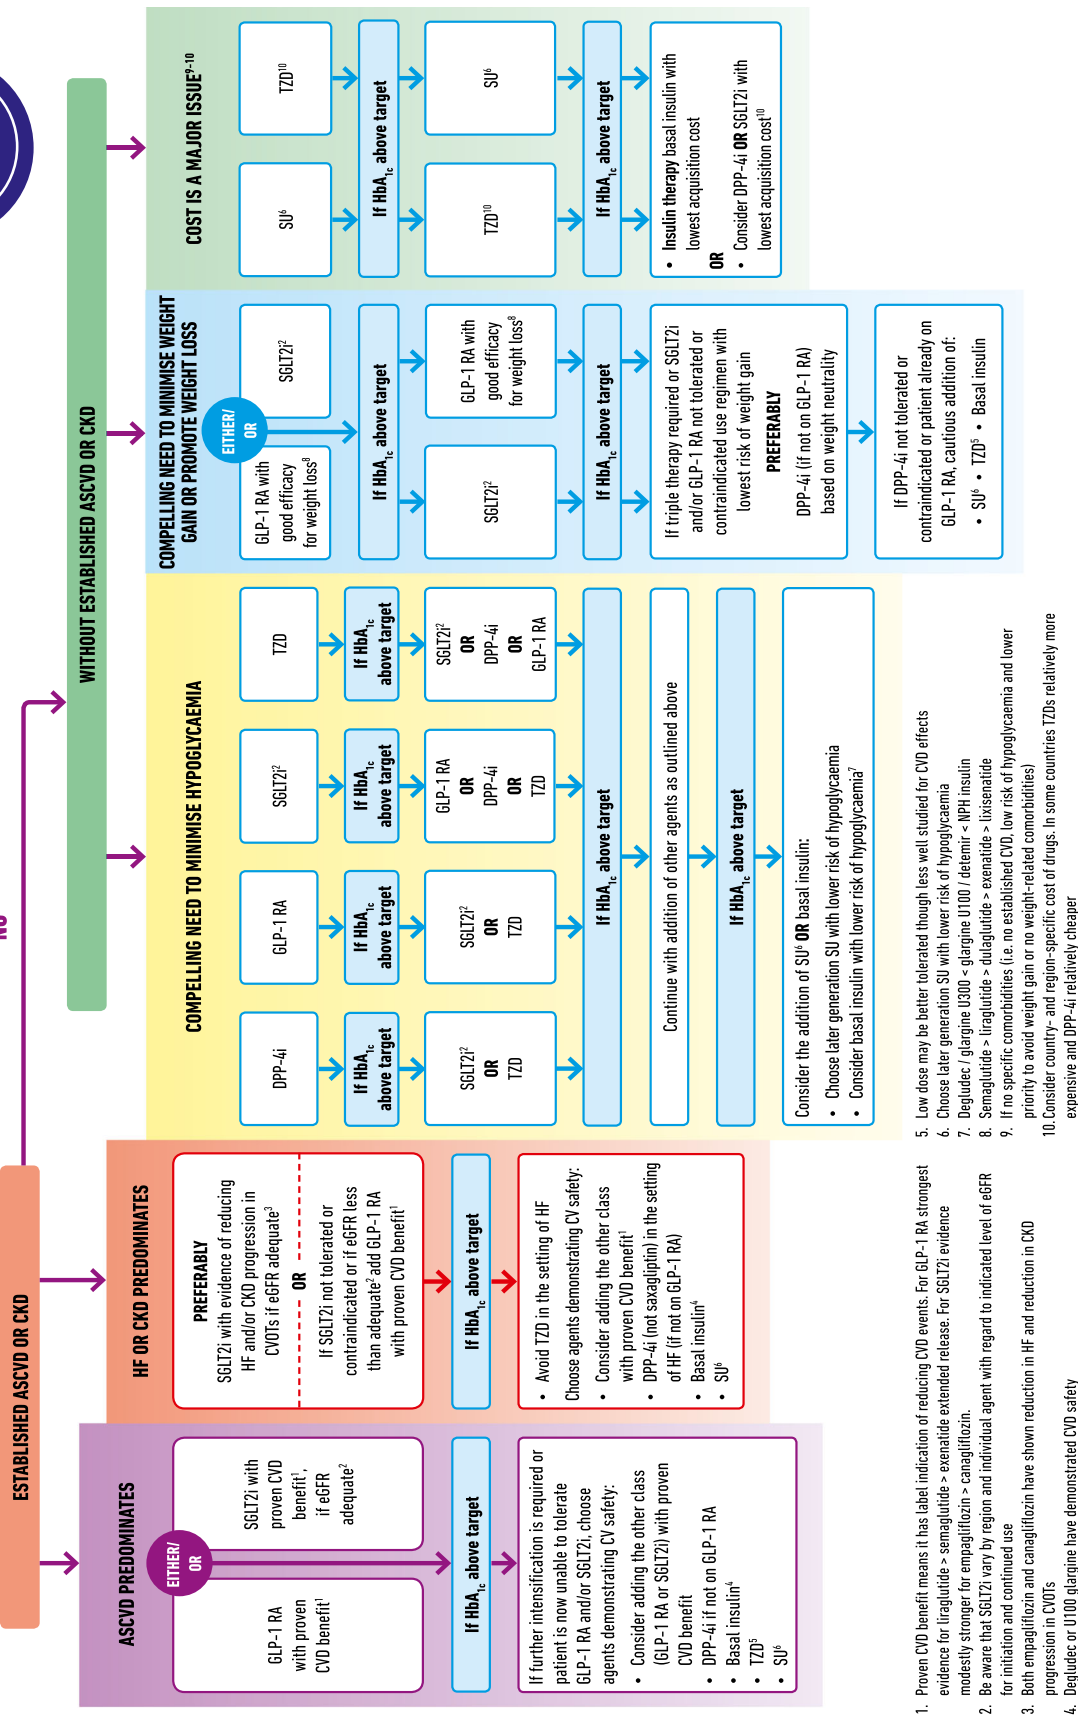 NO
ESTABLISHED ASCVD OR CKD
WITHOUT ESTABLISHED ASCVD OR CKD
ASCVD PREDOMINATES
EITHER/
OR
GLP-1 RA
with proven
CVD benefit¹
SGLT2i with
proven CVD
benefit¹,
if eGFR
adequate²
If HbA1c above target
If further intensification is required or
patient is now unable to tolerate
GLP-1 RA and/or SGLT2i, choose
agents demonstrating CV safety:
• Consider adding the other class
(GLP-1 RA or SGLT2i) with proven
CVD benefit
• DPP-4i if not on GLP-1 RA
• Basal insulin⁴
• TZD⁵
• SU⁶
HF OR CKD PREDOMINATES
PREFERABLY
SGLT2i with evidence of reducing
HF and/or CKD progression in
CVOTs if eGFR adequate³
OR
If SGLT2i not tolerated or
contraindicated or if eGFR less
than adequate² add GLP-1 RA
with proven CVD benefit¹
If HbA1c above target
• Avoid TZD in the setting of HF
Choose agents demonstrating CV safety:
• Consider adding the other class
with proven CVD benefit¹
• DPP-4i (not saxagliptin) in the setting
of HF (if not on GLP-1 RA)
• Basal insulin⁴
• SU⁶
COMPELLING NEED TO MINIMISE HYPOGLYCAEMIA
DPP-4i
If HbA1c
above target
SGLT2i²
OR
TZD
GLP-1 RA
If HbA1c
above target
SGLT2i²
OR
TZD
SGLT2i²
If HbA1c
above target
GLP-1 RA
OR
DPP-4i
OR
TZD
TZD
If HbA1c
above target
SGLT2i²
OR
DPP-4i
OR
GLP-1 RA
If HbA1c above target
Continue with addition of other agents as outlined above
If HbA1c above target
Consider the addition of SU⁶ OR basal insulin:
• Choose later generation SU with lower risk of hypoglycaemia
• Consider basal insulin with lower risk of hypoglycaemia⁷
COMPELLING NEED TO MINIMISE WEIGHT
GAIN OR PROMOTE WEIGHT LOSS
EITHER/
OR
GLP-1 RA with
good efficacy
for weight loss⁸
SGLT2i²
If HbA1c above target
SGLT2i²
GLP-1 RA with
good efficacy
for weight loss⁸
If HbA1c above target
If triple therapy required or SGLT2i
and/or GLP-1 RA not tolerated or
contraindicated use regimen with
lowest risk of weight gain
PREFERABLY
DPP-4i (if not on GLP-1 RA)
based on weight neutrality
If DPP-4i not tolerated or
contraindicated or patient already on
GLP-1 RA, cautious addition of:
• SU⁶ • TZD⁵ • Basal insulin
COST IS A MAJOR ISSUE⁹⁻¹⁰
SU⁶
TZD¹⁰
If HbA1c above target
TZD¹⁰
SU⁶
If HbA1c above target
• Insulin therapy basal insulin with
lowest acquisition cost
OR
• Consider DPP-4i OR SGLT2i with
lowest acquisition cost¹⁰
1. Proven CVD benefit means it has label indication of reducing CVD events. For GLP-1 RA strongest
evidence for liraglutide > semaglutide > exenatide extended release. For SGLT2i evidence
modestly stronger for empagliflozin > canagliflozin.
2. Be aware that SGLT2i vary by region and individual agent with regard to indicated level of eGFR
for initiation and continued use
3. Both empagliflozin and canagliflozin have shown reduction in HF and reduction in CKD
progression in CVOTs
4. Degludec or U100 glargine have demonstrated CVD safety
5. Low dose may be better tolerated though less well studied for CVD effects
6. Choose later generation SU with lower risk of hypoglycaemia
7. Degludec / glargine U300 < glargine U100 / detemir < NPH insulin
8. Semaglutide > liraglutide > dulaglutide > exenatide > lixisenatide
9. If no specific comorbidities (i.e. no established CVD, low risk of hypoglycaemia and lower
priority to avoid weight gain or no weight-related comorbidities)
10. Consider country- and region-specific cost of drugs. In some countries TZDs relatively more
expensive and DPP-4i relatively cheaper